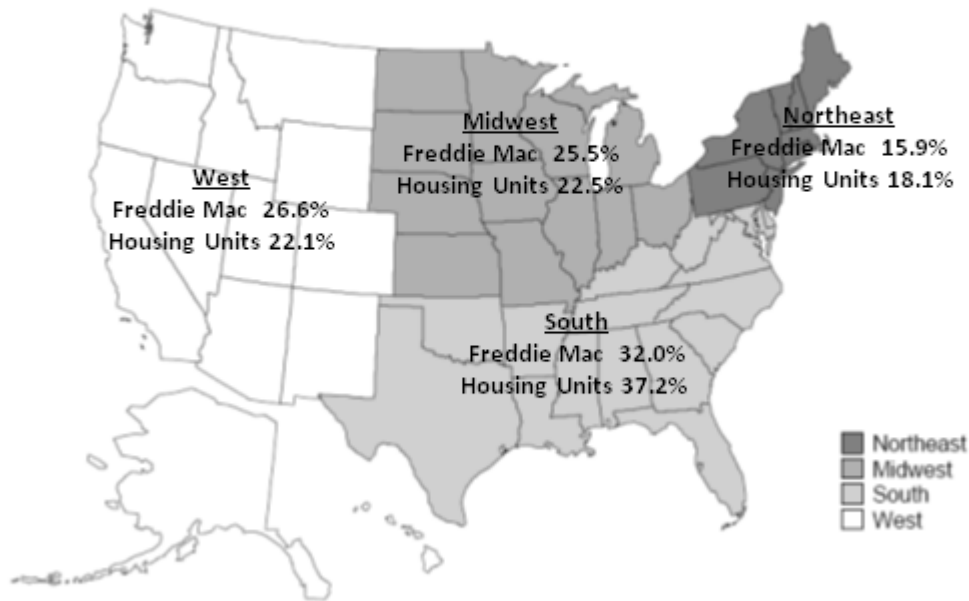 Midwest
Freddie Mac 25.5%
Housing Units 22.5%
Northeast
Freddie Mac 15.9%
Housing Units 18.1%
West
Freddie Mac 26.6%
Housing Units 22.1%
South
Freddie Mac 32.0%
Housing Units 37.2%
Northeast
Midwest
South
West